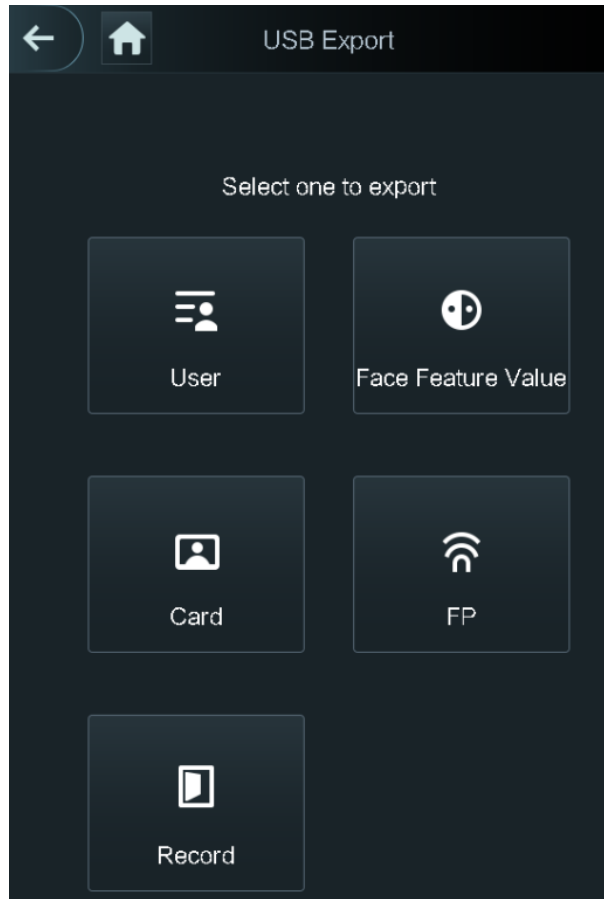 USB Export
Select one to export
User
Face Feature Value
Card
FP
Record